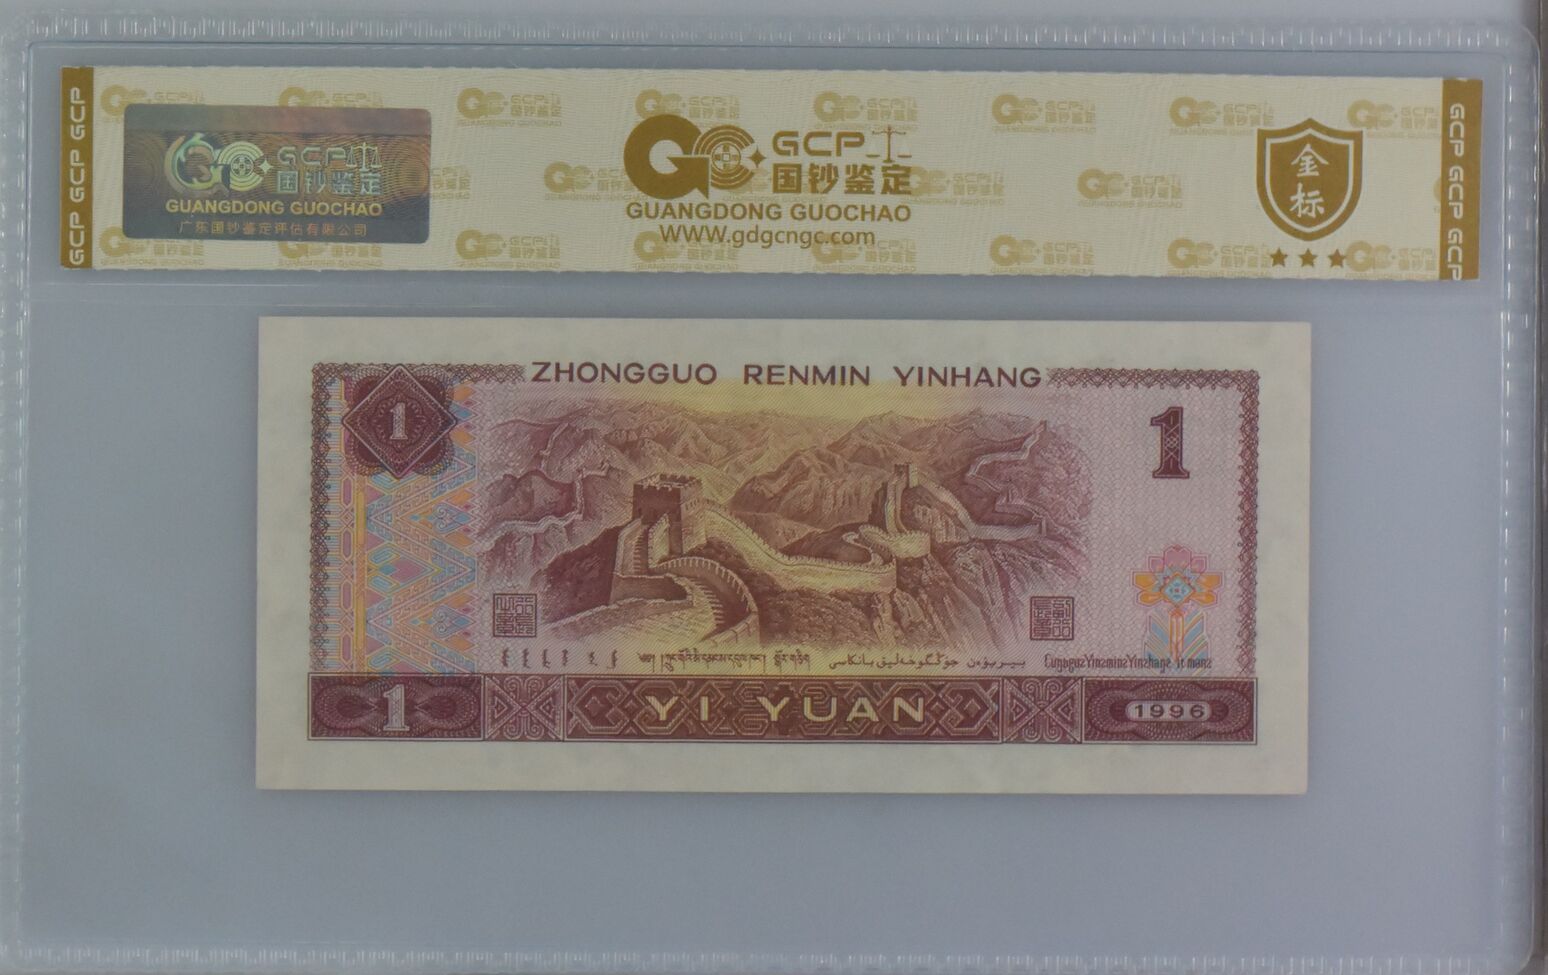 GCP 国钞鉴定
GUANGDONG GUOCHAO
广东国钞鉴定评估有限公司
GCP
国钞鉴定
GUANGDONG GUOCHAO
WWW.gdgcngc.com
金标
GCP GCP GCP
GCP GCP GCP
ZHONGGUO RENMIN YINHANG
1
1
YI YUAN
1
1996